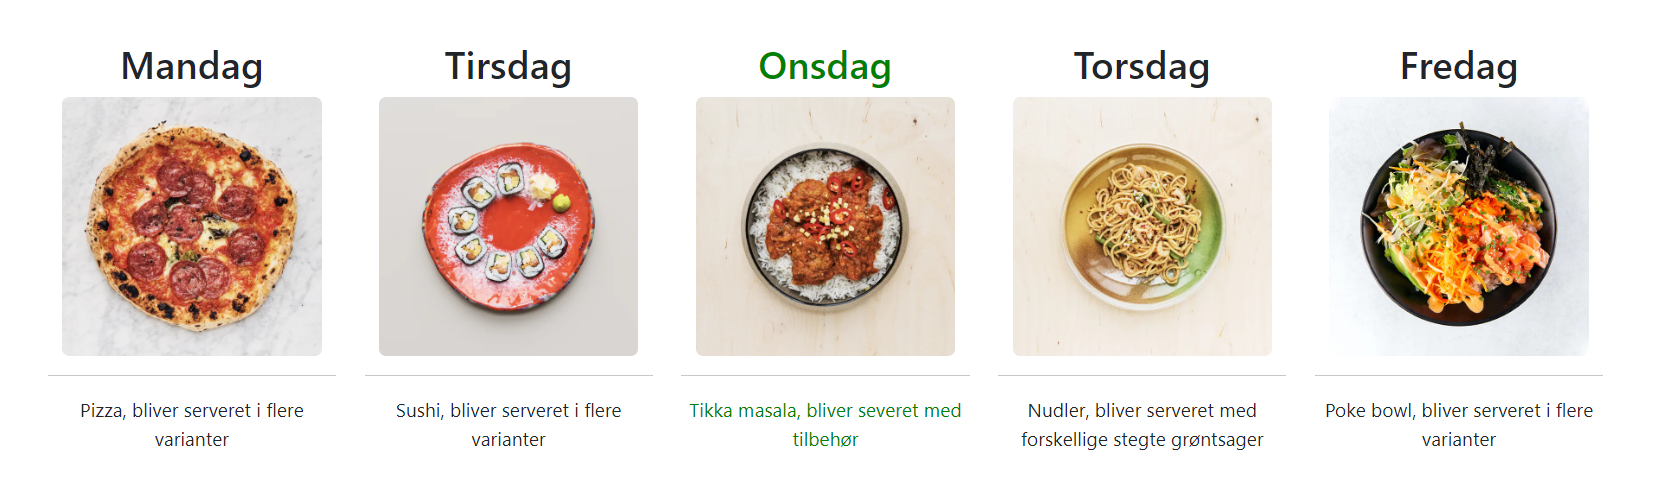 Mandag
Tirsdag
Onsdag
Torsdag
Fredag
Pizza, bliver serveret i flere
varianter
Sushi, bliver serveret i flere
varianter
Tikka masala, bliver severet med
tilbehør
Nudler, bliver serveret med
forskellige stegte grøntsager
Poke bowl, bliver serveret i flere
varianter